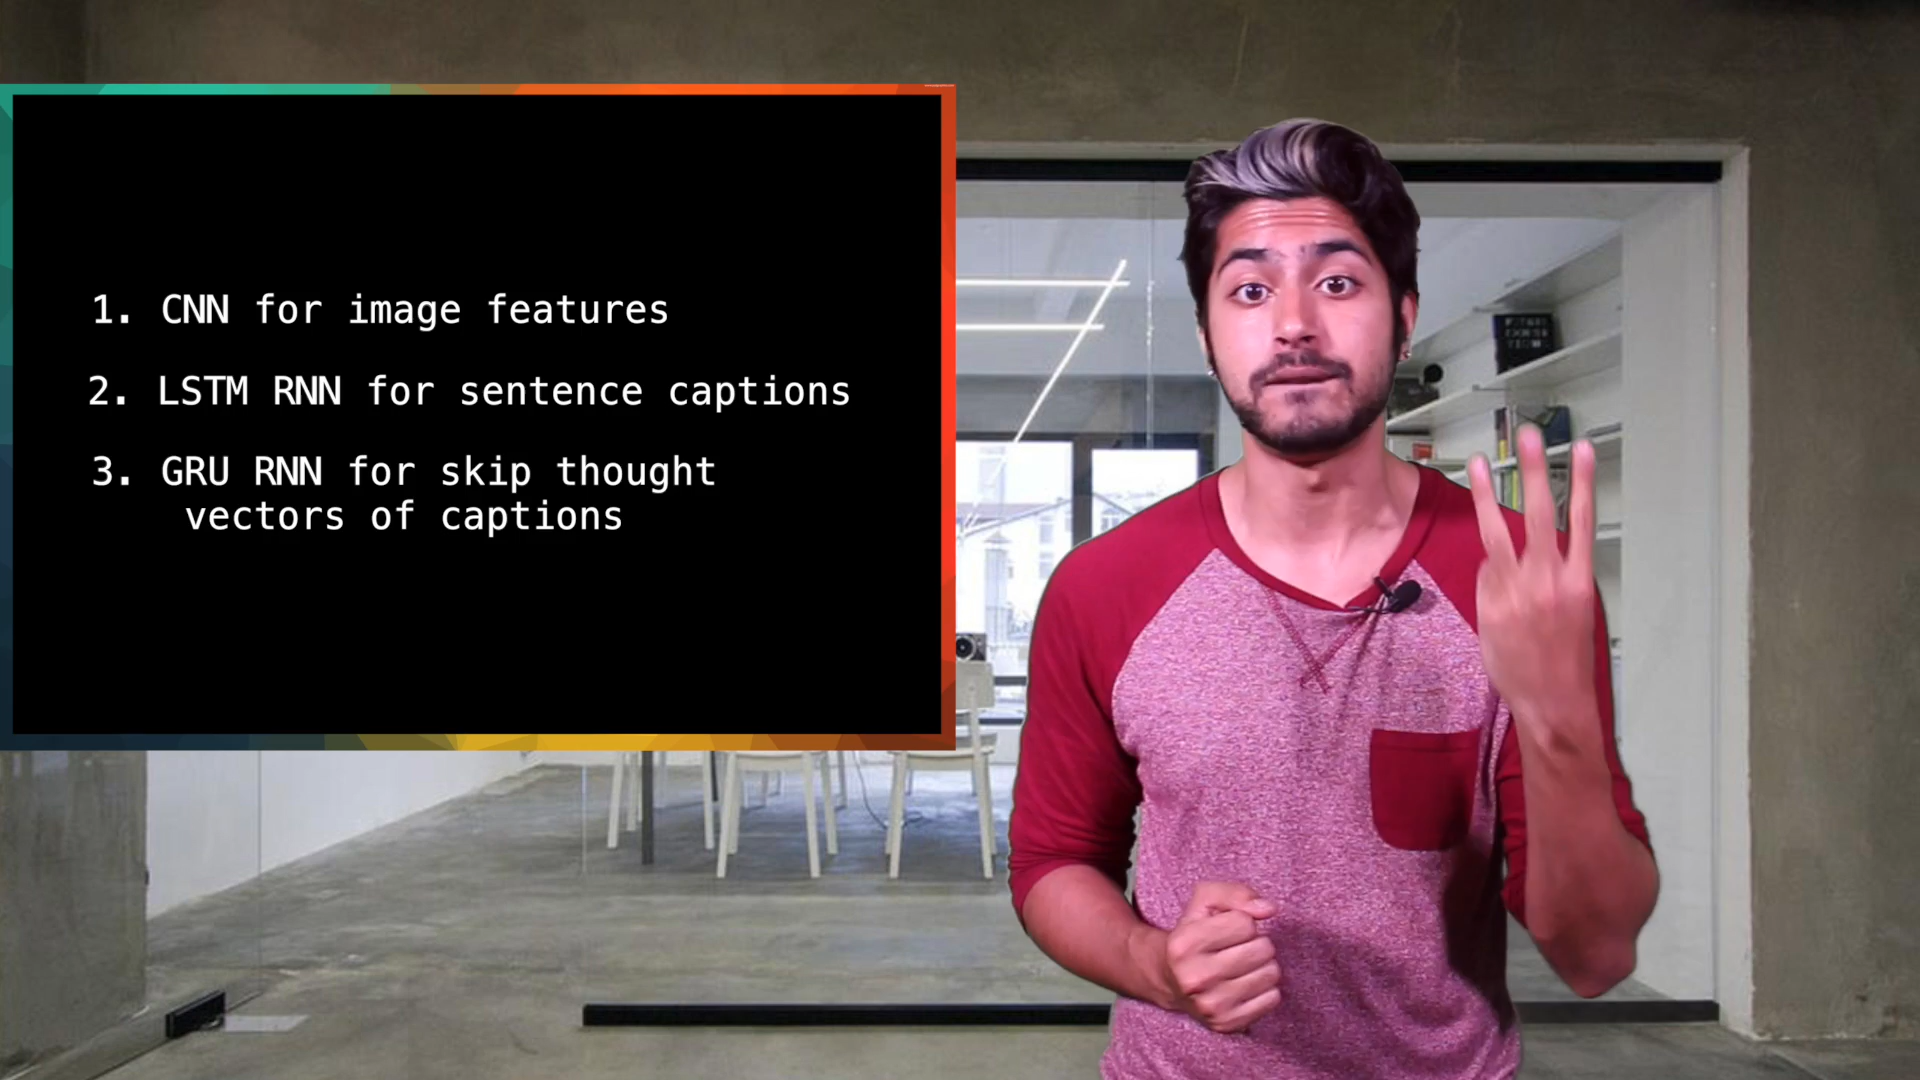 1. CNN for image features
2. LSTM RNN for sentence captions
3. GRU RNN for skip thought
vectors of captions